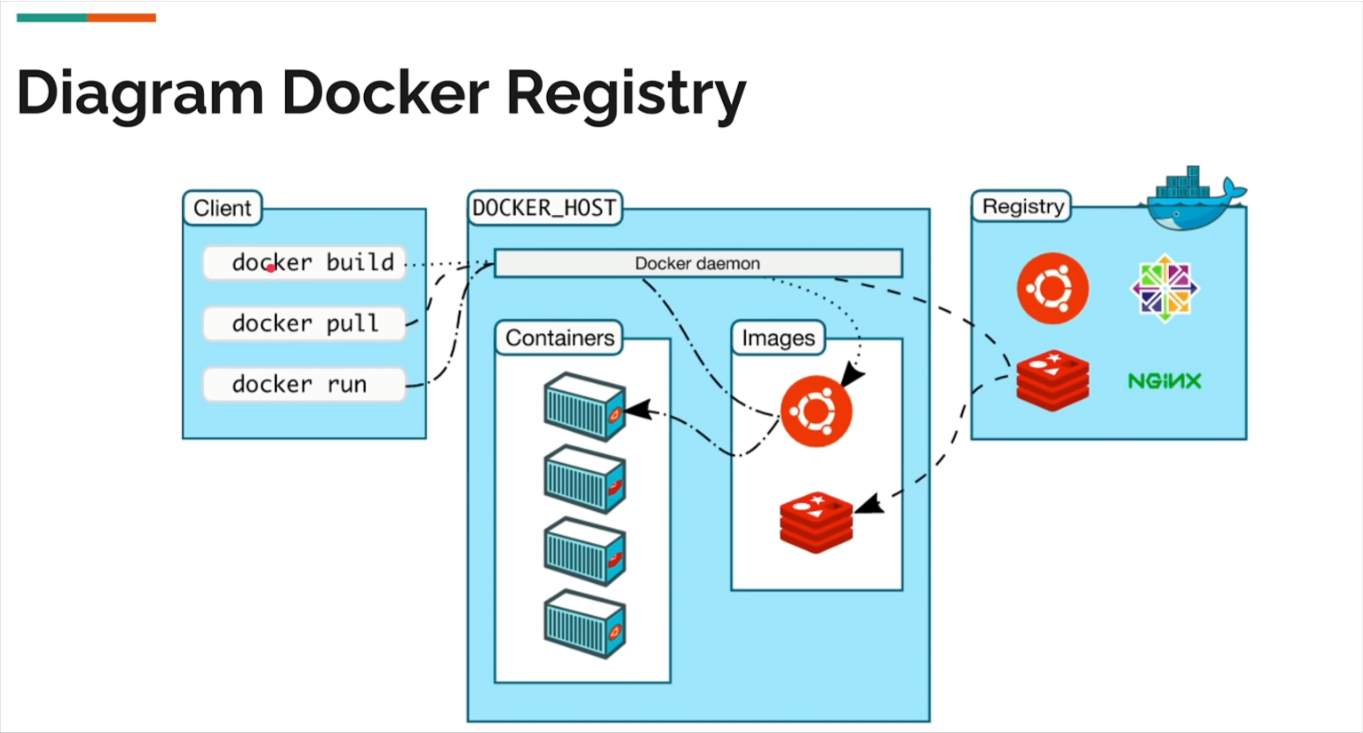 Diagram Docker Registry
Client
docker build
docker pull
docker run
DOCKER_HOST
Docker daemon
Containers
Images
Registry
NGINX